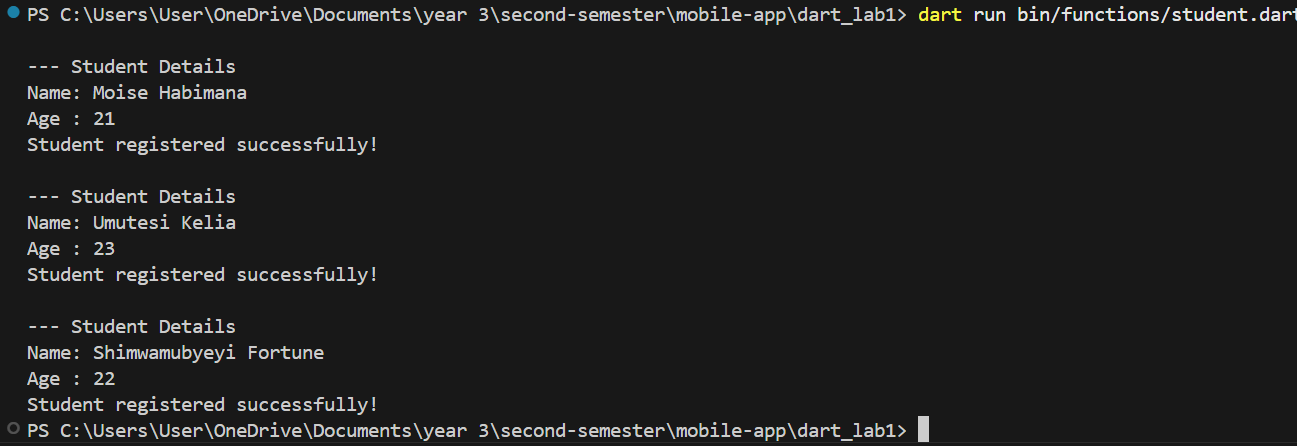 PS C:\Users\User\OneDrive\Documents\year 3\second-semester\mobile-app\dart_lab1> dart run bin/functions/student.dart
--- Student Details
Name: Moise Habimana
Age : 21
Student registered successfully!
--- Student Details
Name: Umutesi Kelia
Age : 23
Student registered successfully!
--- Student Details
Name: Shimwamubyeyi Fortune
Age : 22
Student registered successfully!
PS C:\Users\User\OneDrive\Documents\year 3\second-semester\mobile-app\dart_lab1>